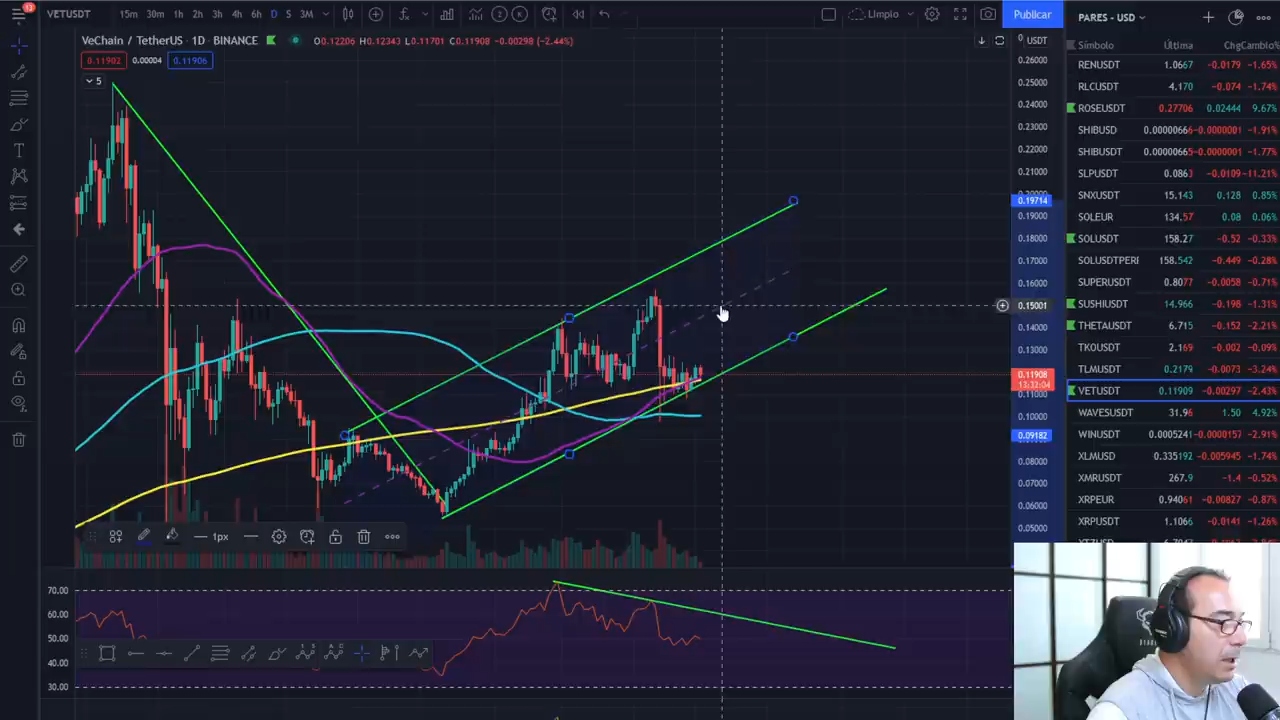 13
VETUSDT 15m 30m 1h 2h 3h 4h 6h D S 3M Limpio Publicar
PARES - USD
VeChain / TetherUS · 1D · BINANCE O0.12206 H0.12343 L0.11701 C0.11908 −0.00298 (−2.44%)
USDT
11902 0.00004 11906
5
Símbolo Última Chg Cambio%
RENUSDT 1.0667 -0.0179 -1.65%
RLCUSDT 4.170 -0.074 -1.74%
ROSEUSDT 0.27706 0.02444 9.67%
SHIBUSD 0.0000066 -0.0000001 -1.91%
SHIBUSDT 0.0000065 -0.0000001 -1.77%
SLPUSDT 0.0863 -0.0109 -11.21%
SNXUSDT 15.143 0.128 0.85%
SOLEUR 134.57 0.08 0.06%
SOLUSDT 158.27 -0.52 -0.33%
SOLUSDTPERP 158.542 -0.449 -0.28%
SUPERUSDT 0.8077 -0.0058 -0.71%
SUSHIUSDT 14.966 -0.198 -1.31%
THETAUSDT 6.715 -0.152 -2.21%
TKOUSDT 2.169 -0.002 -0.09%
TLMUSDT 0.2179 -0.0073 -3.24%
VETUSDT 0.11909 -0.00297 -2.43%
WAVESUSDT 31.96 1.50 4.92%
WINUSDT 0.0005241 -0.0000157 -2.91%
XLMUSD 0.335192 -0.005945 -1.74%
XMRUSDT 267.9 -1.4 -0.52%
XRPEUR 0.94061 -0.00827 -0.87%
XRPUSDT 1.1066 -0.0141 -1.26%
0.26000
0.25000
0.24000
0.23000
0.22000
0.21000
0.20000
0.19714
0.19000
0.18000
0.17000
0.16000
0.15001
0.14000
0.13000
0.11908
13:32:04
0.11000
0.10000
0.09182
0.08000
0.07000
0.06000
0.05000
1px
70.00
60.00
50.00
40.00
30.00